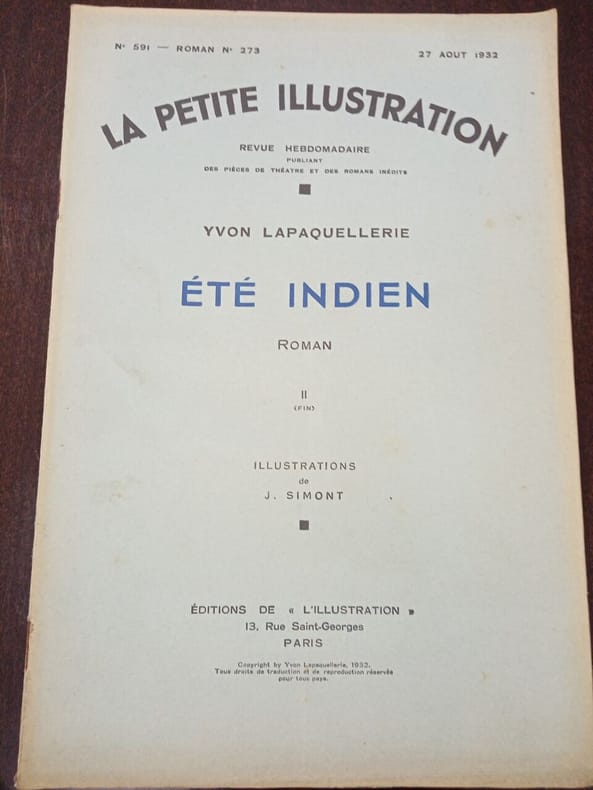 N° 591 — ROMAN N° 273
27 AOUT 1932
LA PETITE ILLUSTRATION
REVUE HEBDOMADAIRE
PUBLIANT
DES PIÈCES DE THÉATRE ET DES ROMANS INÉDITS
YVON LAPAQUELLERIE
ÉTÉ INDIEN
ROMAN
II
(FIN)
ILLUSTRATIONS
de
J. SIMONT
ÉDITIONS DE « L'ILLUSTRATION »
13, Rue Saint-Georges
PARIS
Copyright by Yvon Lapaquellerie, 1932.
Tous droits de traduction et de reproduction réservés
pour tous pays.